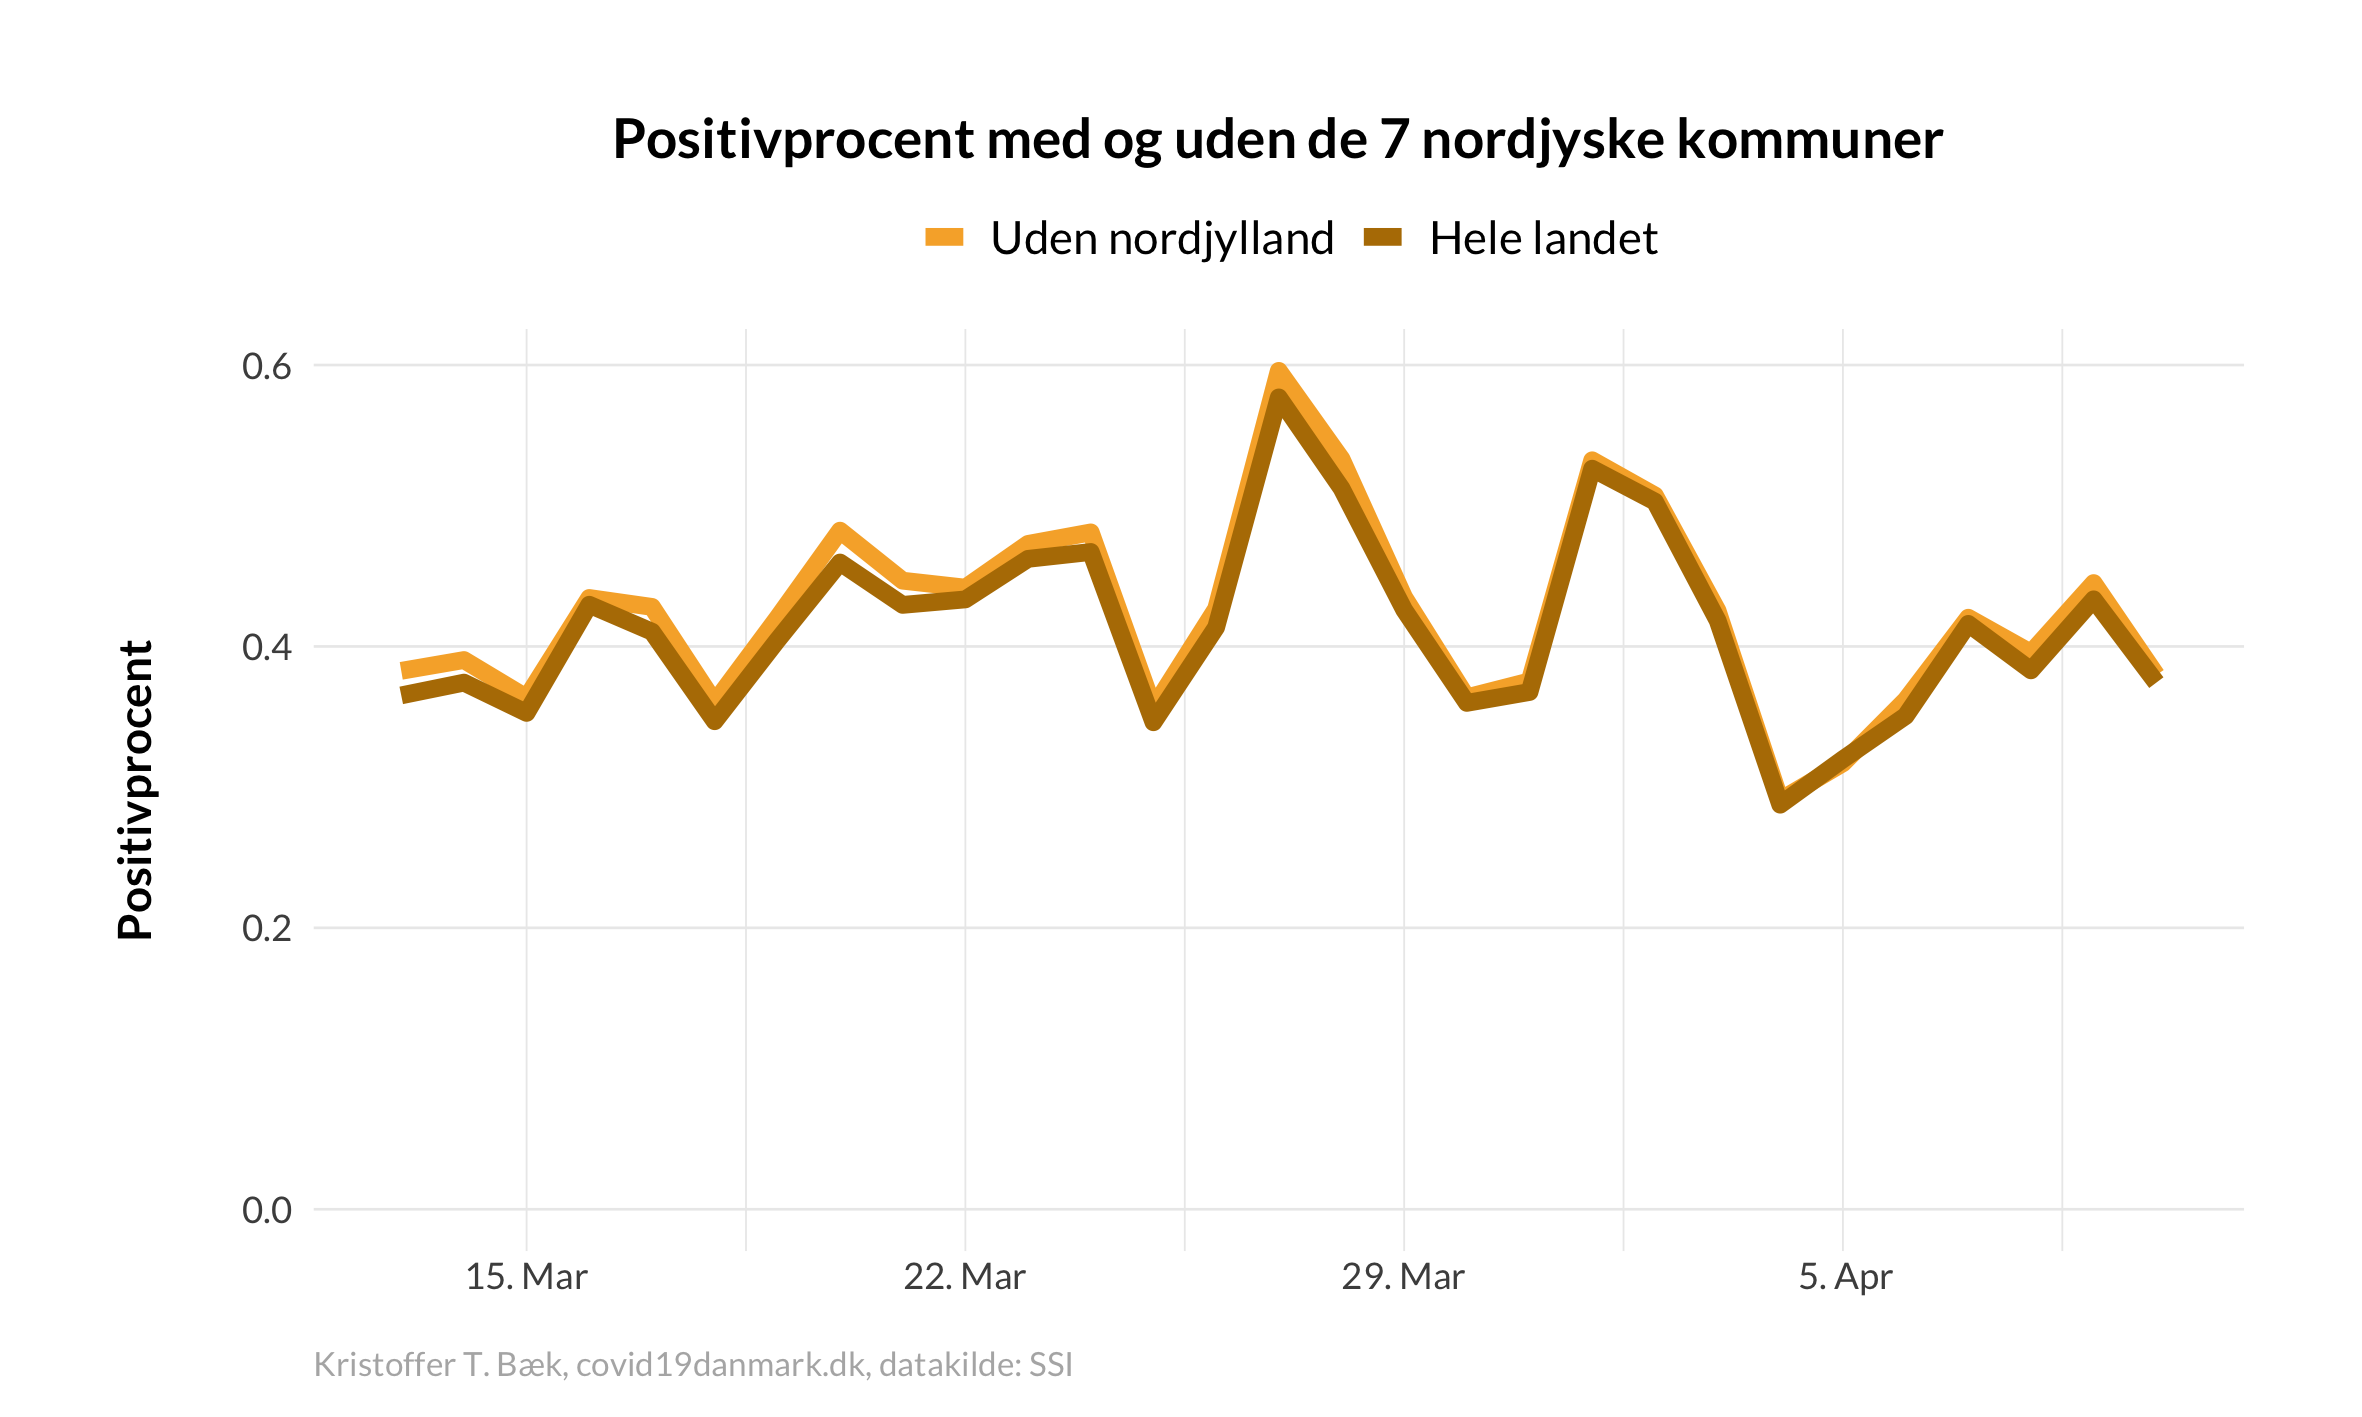 Positivprocent med og uden de 7 nordjyske kommuner
Uden nordjylland Hele landet
Positivprocent
0.6
0.4
0.2
0.0
15. Mar 22. Mar 29. Mar 5. Apr
Kristoffer T. Bæk, covid19danmark.dk, datakilde: SSI